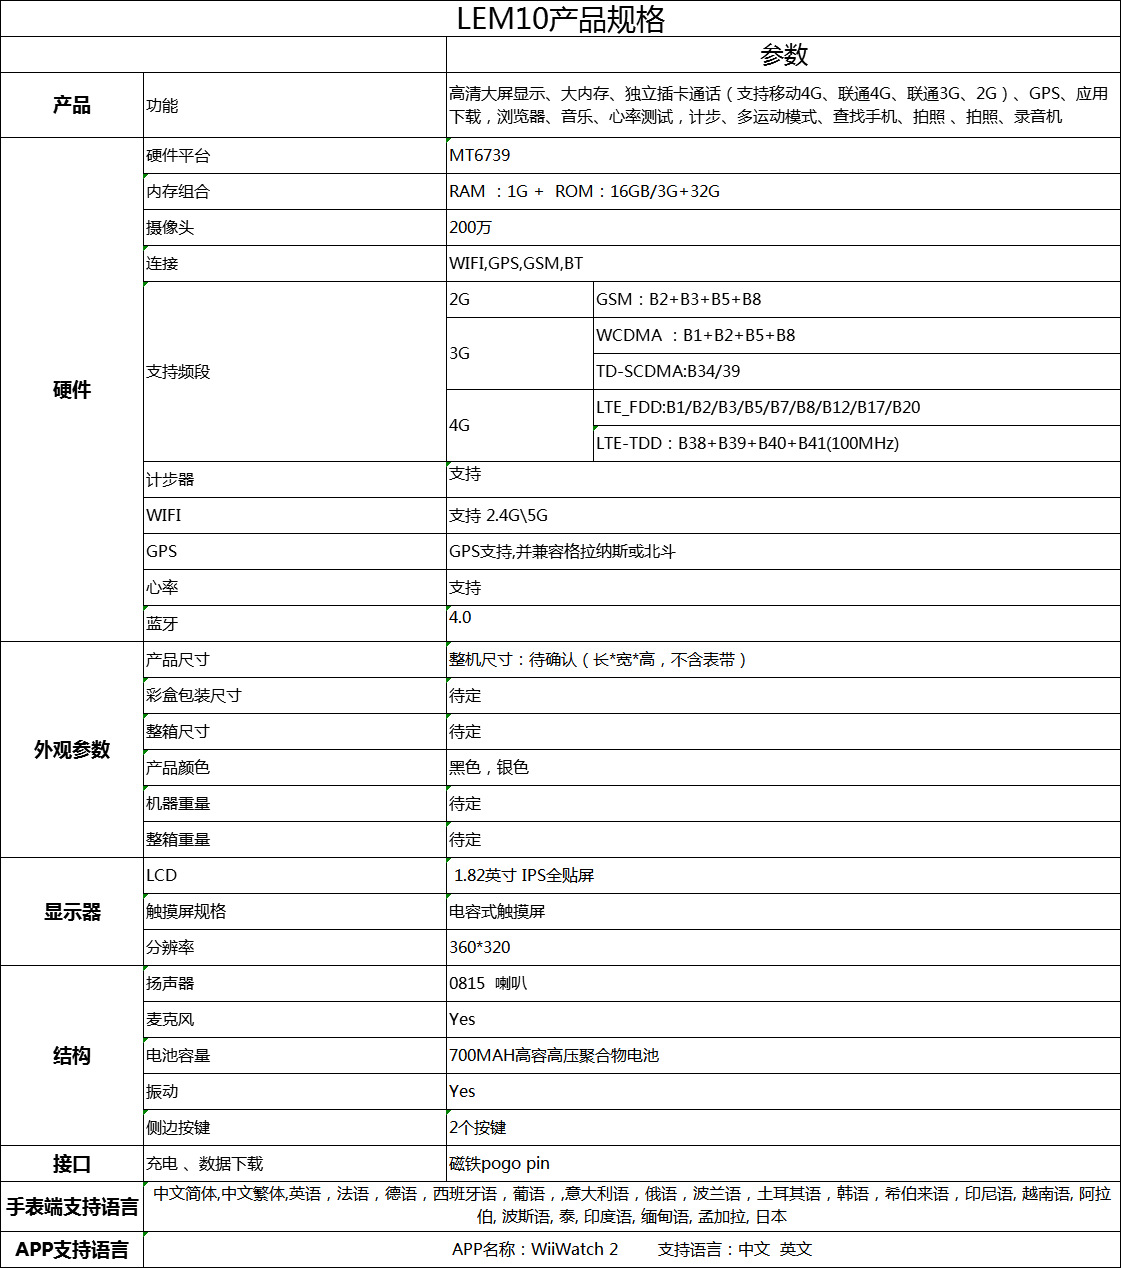 LEM10产品规格
参数
产品
功能
高清大屏显示、大内存、独立插卡通话（支持移动4G、联通4G、联通3G、2G）、GPS、应用
下载，浏览器、音乐、心率测试，计步、多运动模式、查找手机、拍照 、拍照、录音机
硬件
硬件平台
MT6739
内存组合
RAM ：1G +  ROM：16GB/3G+32G
摄像头
200万
连接
WIFI,GPS,GSM,BT
支持频段
2G
GSM：B2+B3+B5+B8
3G
WCDMA ：B1+B2+B5+B8
TD-SCDMA:B34/39
4G
LTE_FDD:B1/B2/B3/B5/B7/B8/B12/B17/B20
LTE-TDD：B38+B39+B40+B41(100MHz)
计步器
支持
WIFI
支持 2.4G\5G
GPS
GPS支持,并兼容格拉纳斯或北斗
心率
支持
蓝牙
4.0
外观参数
产品尺寸
整机尺寸：待确认（长*宽*高，不含表带）
彩盒包装尺寸
待定
整箱尺寸
待定
产品颜色
黑色，银色
机器重量
待定
整箱重量
待定
显示器
LCD
1.82英寸 IPS全贴屏
触摸屏规格
电容式触摸屏
分辨率
360*320
结构
扬声器
0815  喇叭
麦克风
Yes
电池容量
700MAH高容高压聚合物电池
振动
Yes
侧边按键
2个按键
接口
充电 、数据下载
磁铁pogo pin
手表端支持语言
中文简体,中文繁体,英语，法语，德语，西班牙语，葡语，,意大利语，俄语，波兰语，土耳其语，韩语，希伯来语，印尼语, 越南语, 阿拉
伯, 波斯语, 泰, 印度语, 缅甸语, 孟加拉, 日本
APP支持语言
APP名称：WiiWatch 2        支持语言：中文  英文